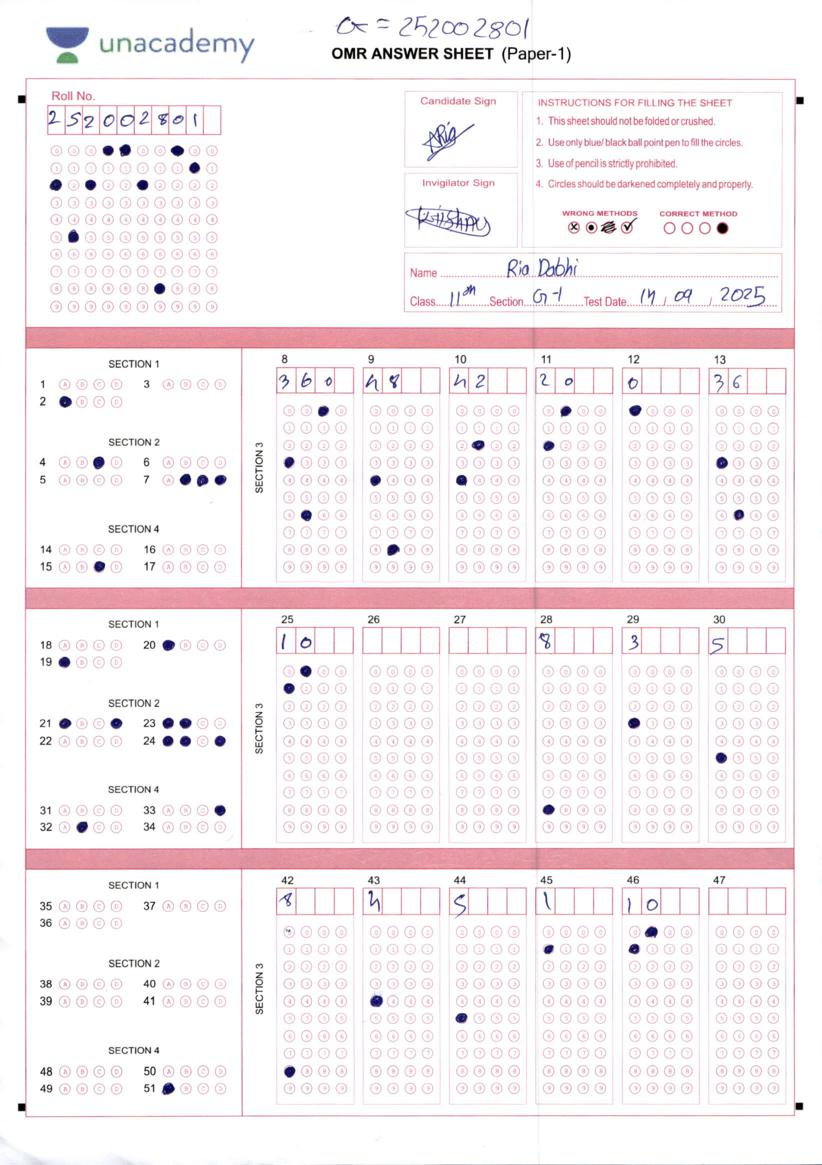 unacademy
G = 252002801
OMR ANSWER SHEET (Paper-1)
Roll No.
2 5 2 0 0 2 8 0 1
Candidate Sign
Ria
Invigilator Sign
INSTRUCTIONS FOR FILLING THE SHEET
1. This sheet should not be folded or crushed.
2. Use only blue/ black ball point pen to fill the circles.
3. Use of pencil is strictly prohibited.
4. Circles should be darkened completely and properly.
WRONG METHODS CORRECT METHOD
Name Ria Dabhi
Class 11th Section G-1 Test Date 14 / 09 / 2025
SECTION 1
1 A B C D 3 A B C D
2 B C D
SECTION 2
4 A B D 6 A B C D
5 A B C D 7 A
SECTION 4
14 A B C D 16 A B C D
15 A B D 17 A B C D
SECTION 3
8 9 10 11 12 13
3 6 0 4 8 4 2 2 0 0 3 6
SECTION 1
18 A B C D 20 B C D
19 B C D
SECTION 2
21 B C 23 C D
22 A B C D 24 C
SECTION 4
31 A B C D 33 A B C
32 A C D 34 A B C D
SECTION 3
25 26 27 28 29 30
1 0 8 3 5
SECTION 1
35 A B C D 37 A B C D
36 A B C D
SECTION 2
38 A B C D 40 A B C D
39 A B C D 41 A B C D
SECTION 4
48 A B C D 50 A B C D
49 A B C D 51 B C D
SECTION 3
42 43 44 45 46 47
8 4 5 1 1 0